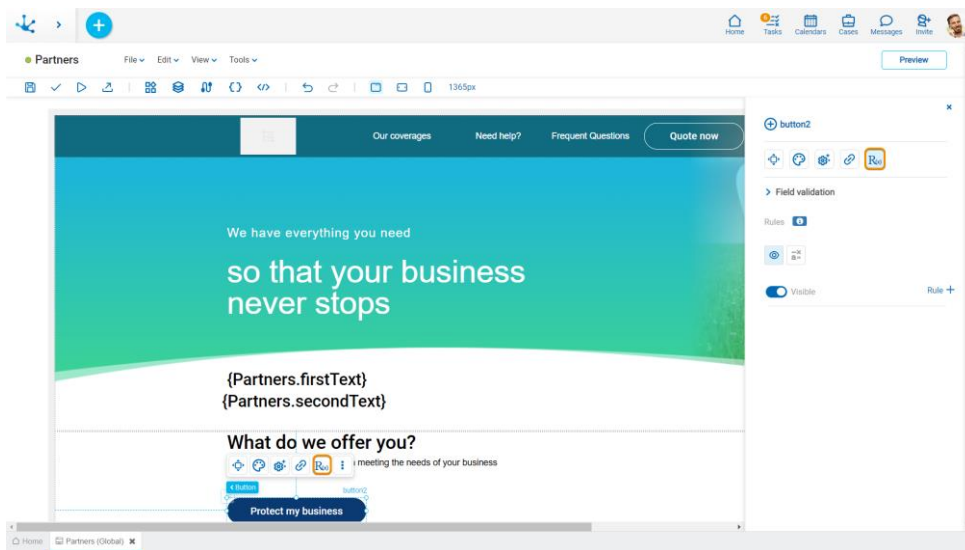 6
Home
Tasks
Calendars
Cases
Messages
Invite
Partners
File
Edit
View
Tools
Preview
1365px
Our coverages
Need help?
Frequent Questions
Quote now
We have everything you need
so that your business
never stops
{Partners.firstText}
{Partners.secondText}
What do we offer you?
meeting the needs of your business
Button
button2
Protect my business
button2
Field validation
Rules
Visible
Rule +
Home
Partners (Global)